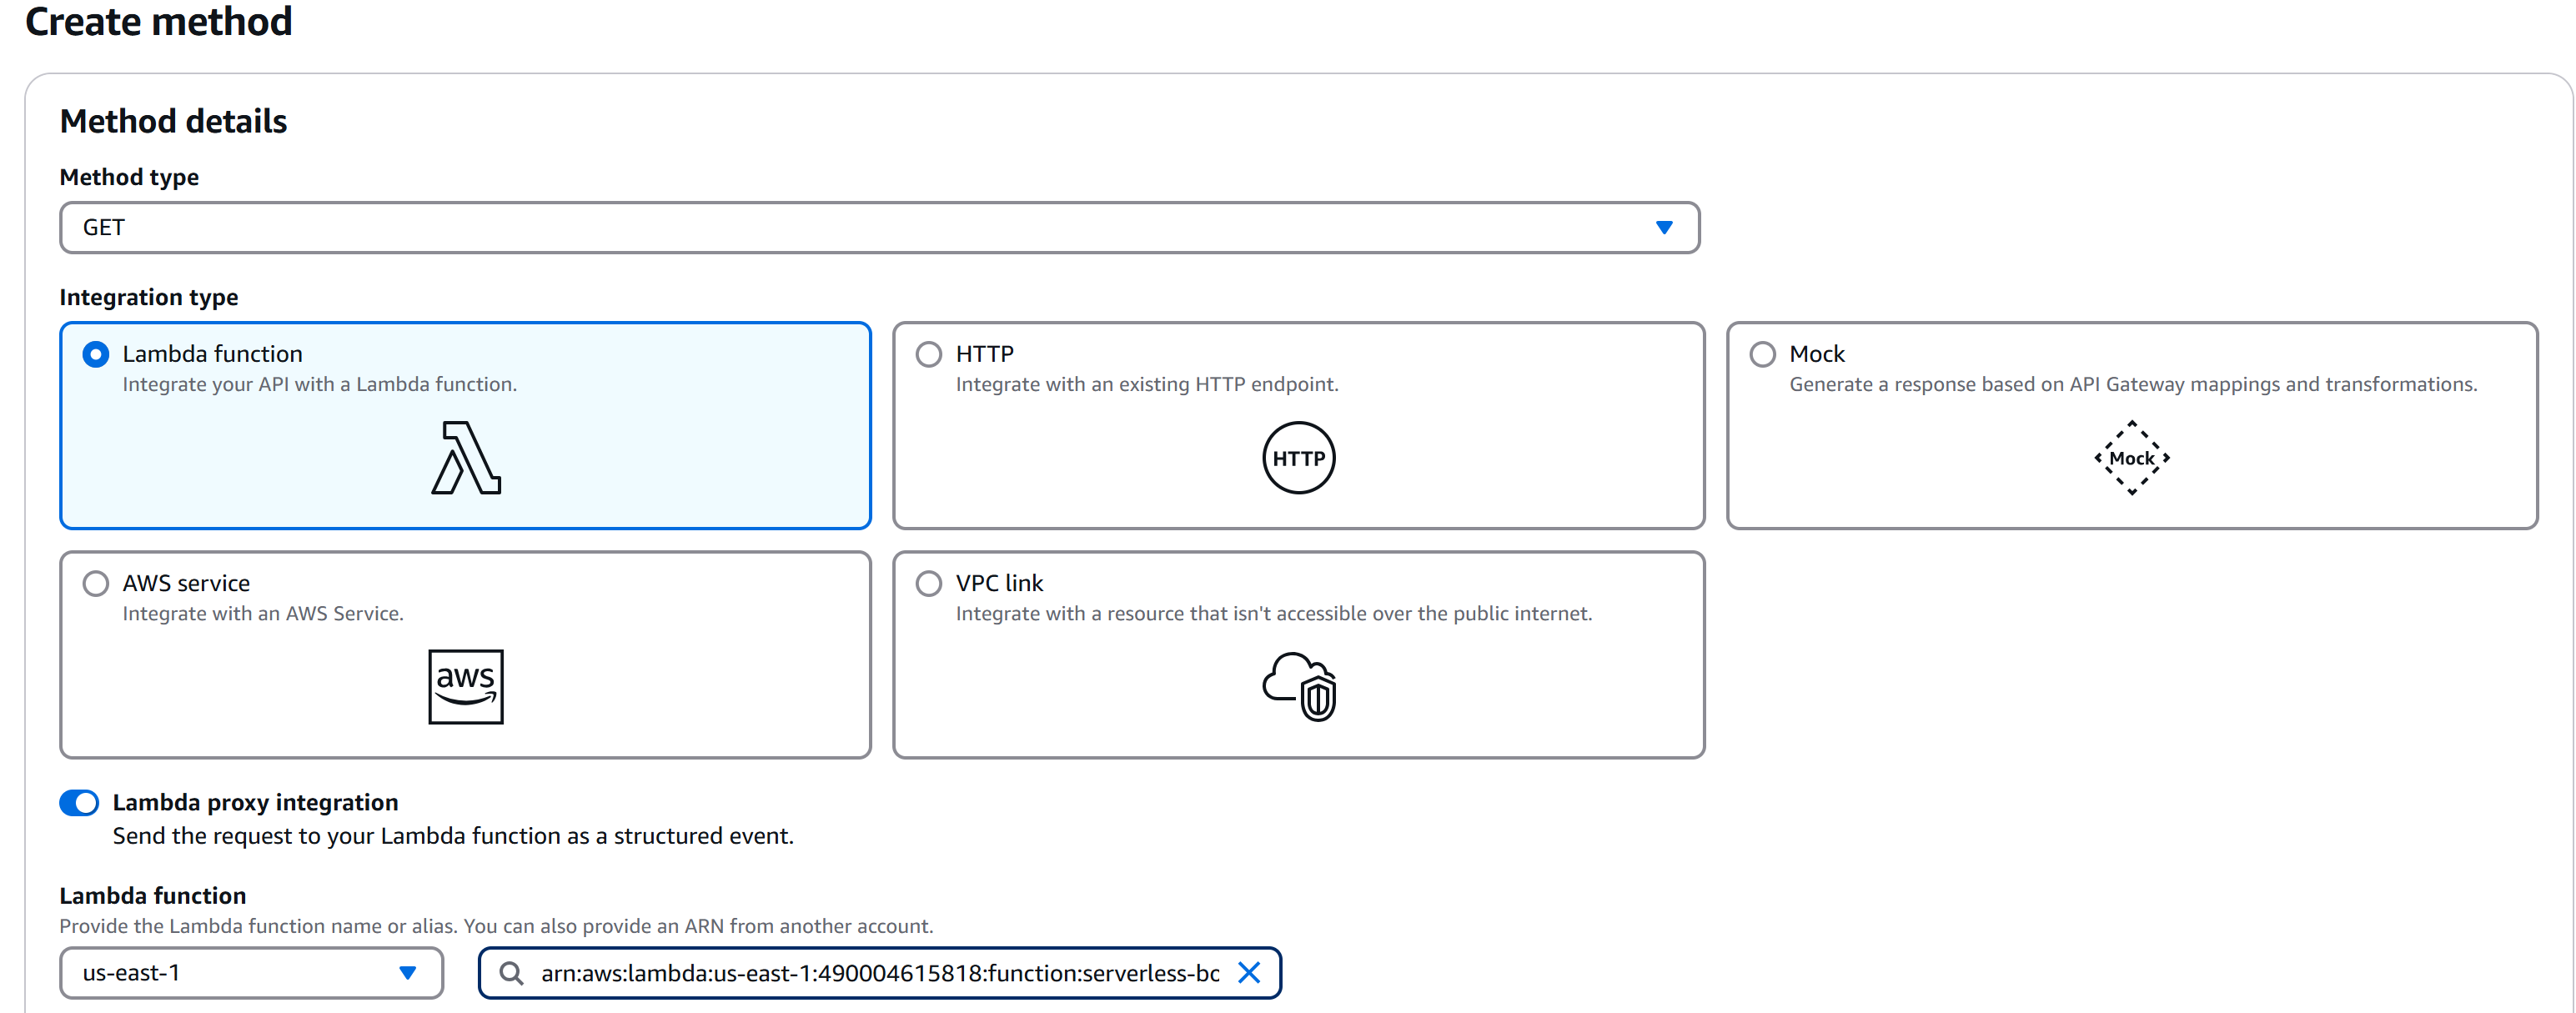 Create method
Method details
Method type
GET
Integration type
Lambda function
Integrate your API with a Lambda function.
HTTP
Integrate with an existing HTTP endpoint.
HTTP
Mock
Generate a response based on API Gateway mappings and transformations.
Mock
AWS service
Integrate with an AWS Service.
aws
VPC link
Integrate with a resource that isn't accessible over the public internet.
Lambda proxy integration
Send the request to your Lambda function as a structured event.
Lambda function
Provide the Lambda function name or alias. You can also provide an ARN from another account.
us-east-1
arn:aws:lambda:us-east-1:490004615818:function:serverless-bc